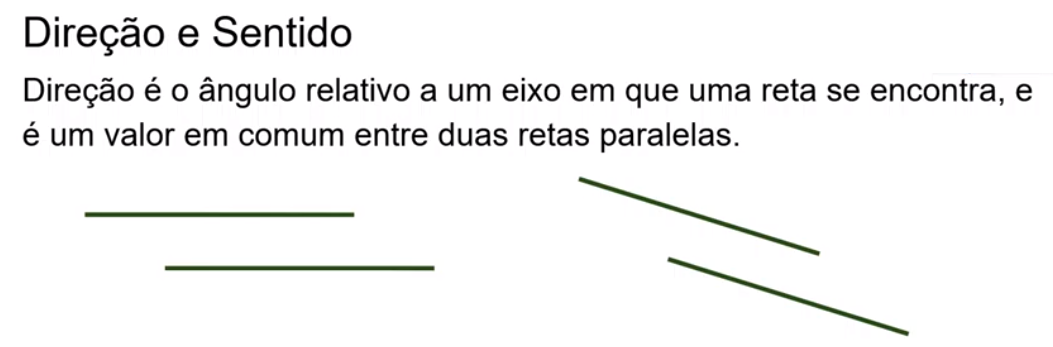 Direção e Sentido
Direção é o ângulo relativo a um eixo em que uma reta se encontra, e
é um valor em comum entre duas retas paralelas.